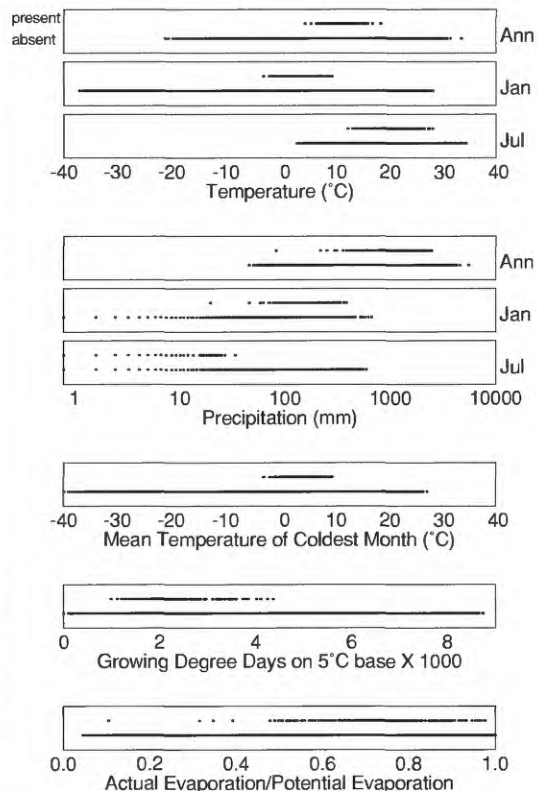 present
absent
Ann
Jan
Jul
-40 -30 -20 -10 0 10 20 30 40
Temperature (˚C)
Ann
Jan
Jul
1 10 100 1000 10000
Precipitation (mm)
-40 -30 -20 -10 0 10 20 30 40
Mean Temperature of Coldest Month (˚C)
0 2 4 6 8
Growing Degree Days on 5˚C base X 1000
0.0 0.2 0.4 0.6 0.8 1.0
Actual Evaporation/Potential Evaporation